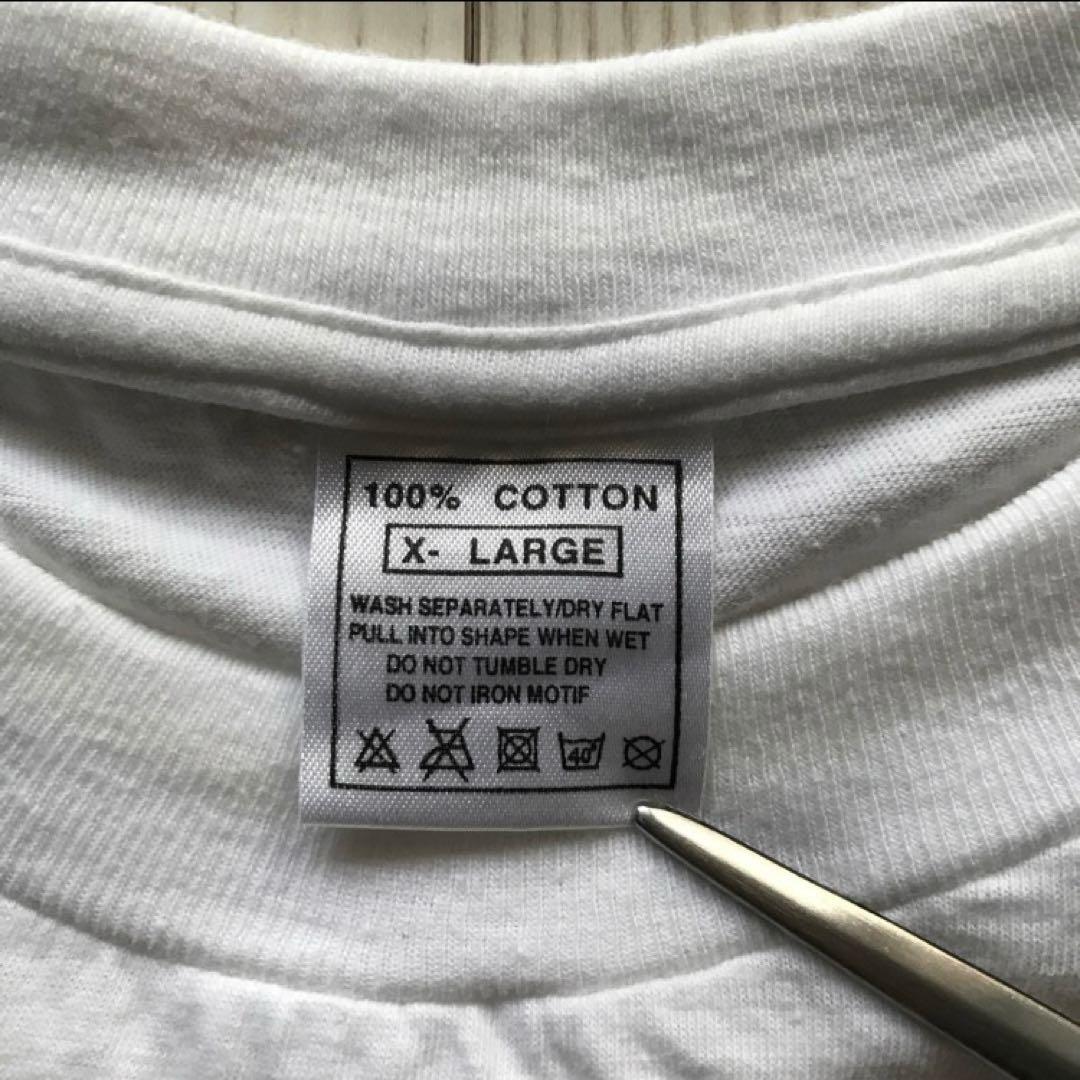 100% COTTON
X- LARGE
WASH SEPARATELY/DRY FLAT
PULL INTO SHAPE WHEN WET
DO NOT TUMBLE DRY
DO NOT IRON MOTIF
40°